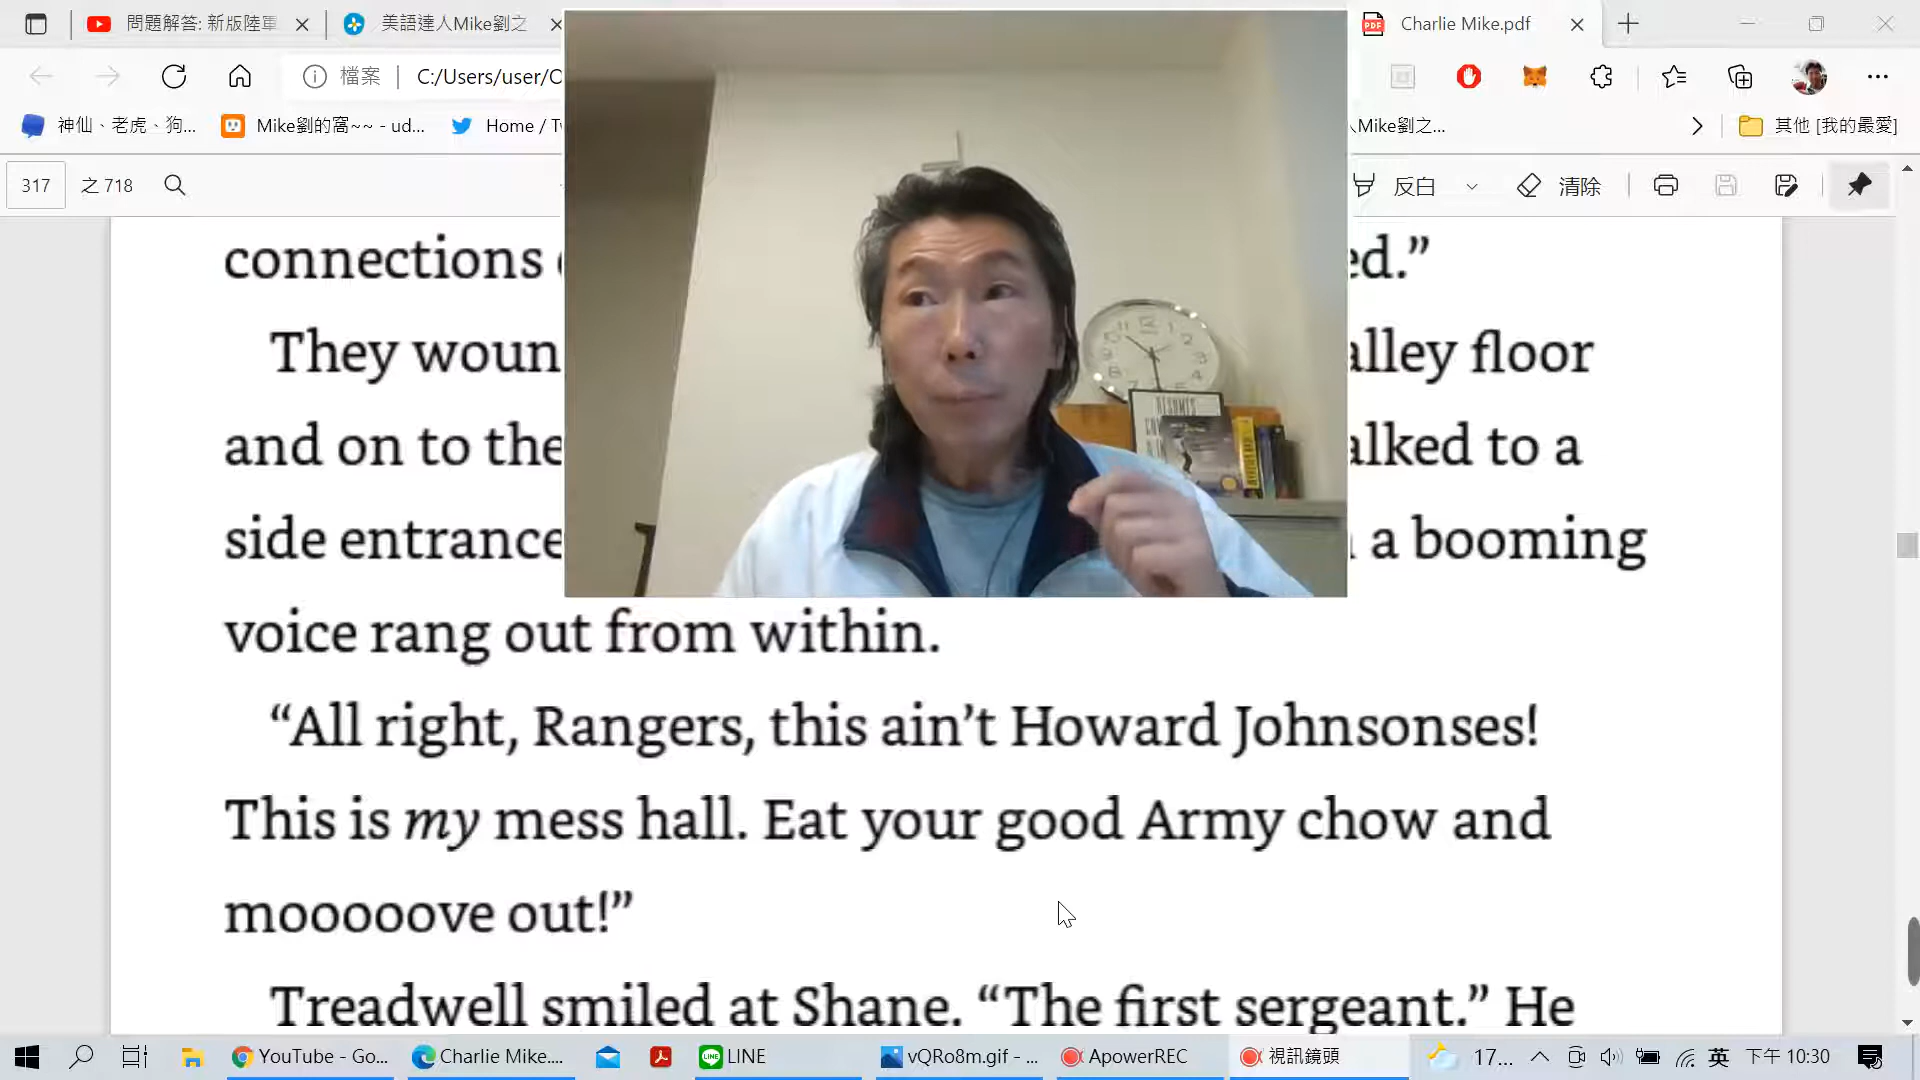 問題解答: 新版陸軍
美語達人Mike劉之
Charlie Mike.pdf
檔案 C:/Users/user/O
神仙、老虎、狗...
Mike劉的窩~~ - ud...
Home / Tw
Mike劉之...
其他 [我的最愛]
317 之 718
反白
清除
connections ed.”
They woun alley floor
and on to the alked to a
side entrance a booming
voice rang out from within.
“All right, Rangers, this ain’t Howard Johnsonses!
This is my mess hall. Eat your good Army chow and
mooooove out!”
Treadwell smiled at Shane. “The first sergeant.” He
YouTube - Go...
Charlie Mike....
LINE
vQRo8m.gif - ...
ApowerREC
視訊鏡頭
17...
英
下午 10:30